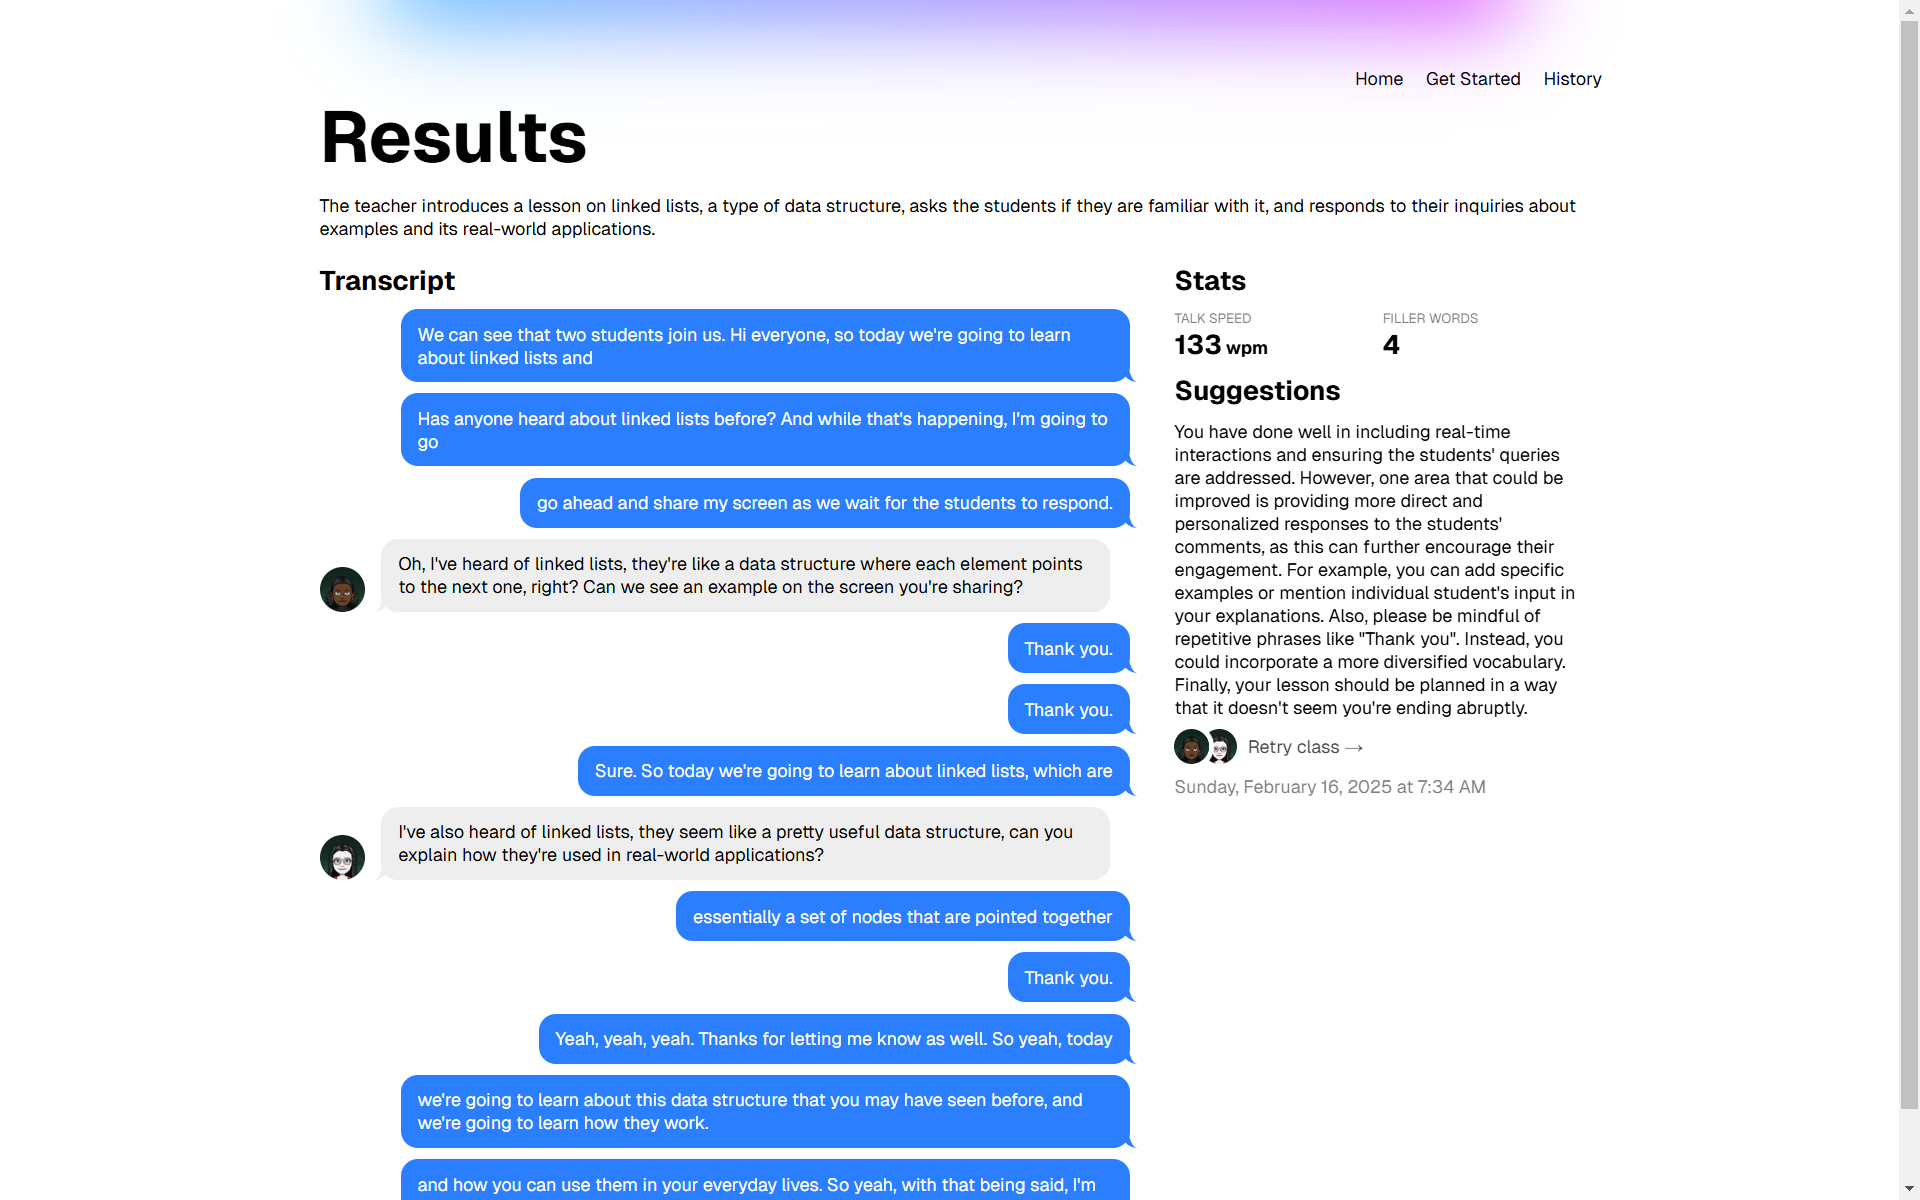 Home Get Started History
Results
The teacher introduces a lesson on linked lists, a type of data structure, asks the students if they are familiar with it, and responds to their inquiries about
examples and its real-world applications.
Transcript
We can see that two students join us. Hi everyone, so today we're going to learn
about linked lists and
Has anyone heard about linked lists before? And while that's happening, I'm going to
go
go ahead and share my screen as we wait for the students to respond.
Oh, I've heard of linked lists, they're like a data structure where each element points
to the next one, right? Can we see an example on the screen you're sharing?
Thank you.
Thank you.
Sure. So today we're going to learn about linked lists, which are
I've also heard of linked lists, they seem like a pretty useful data structure, can you
explain how they're used in real-world applications?
essentially a set of nodes that are pointed together
Thank you.
Yeah, yeah, yeah. Thanks for letting me know as well. So yeah, today
we're going to learn about this data structure that you may have seen before, and
we're going to learn how they work.
and how you can use them in your everyday lives. So yeah, with that being said, I'm
Stats
TALK SPEED FILLER WORDS
133 wpm 4
Suggestions
You have done well in including real-time
interactions and ensuring the students' queries
are addressed. However, one area that could be
improved is providing more direct and
personalized responses to the students'
comments, as this can further encourage their
engagement. For example, you can add specific
examples or mention individual student's input in
your explanations. Also, please be mindful of
repetitive phrases like "Thank you". Instead, you
could incorporate a more diversified vocabulary.
Finally, your lesson should be planned in a way
that it doesn't seem you're ending abruptly.
Retry class →
Sunday, February 16, 2025 at 7:34 AM